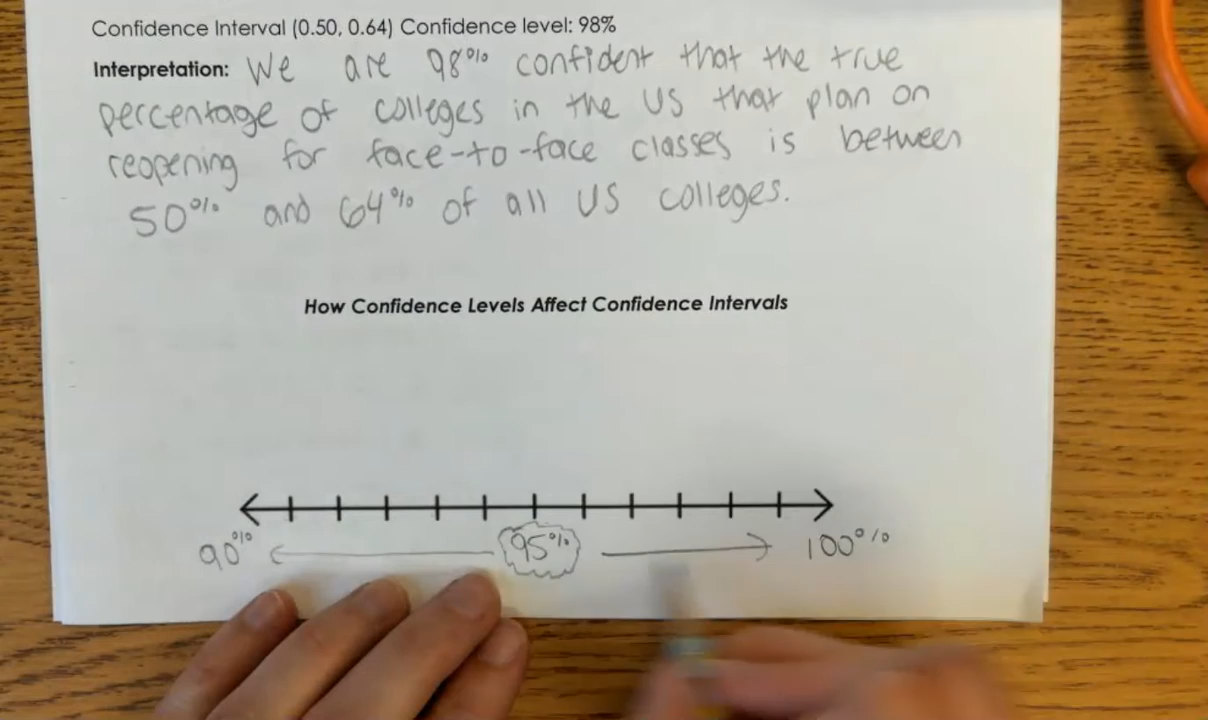 Confidence Interval (0.50, 0.64) Confidence level: 98%
Interpretation: We are 98% confident that the true
percentage of colleges in the US that plan on
reopening for face-to-face classes is between
50% and 64% of all US colleges.
How Confidence Levels Affect Confidence Intervals
90% 95% 100%